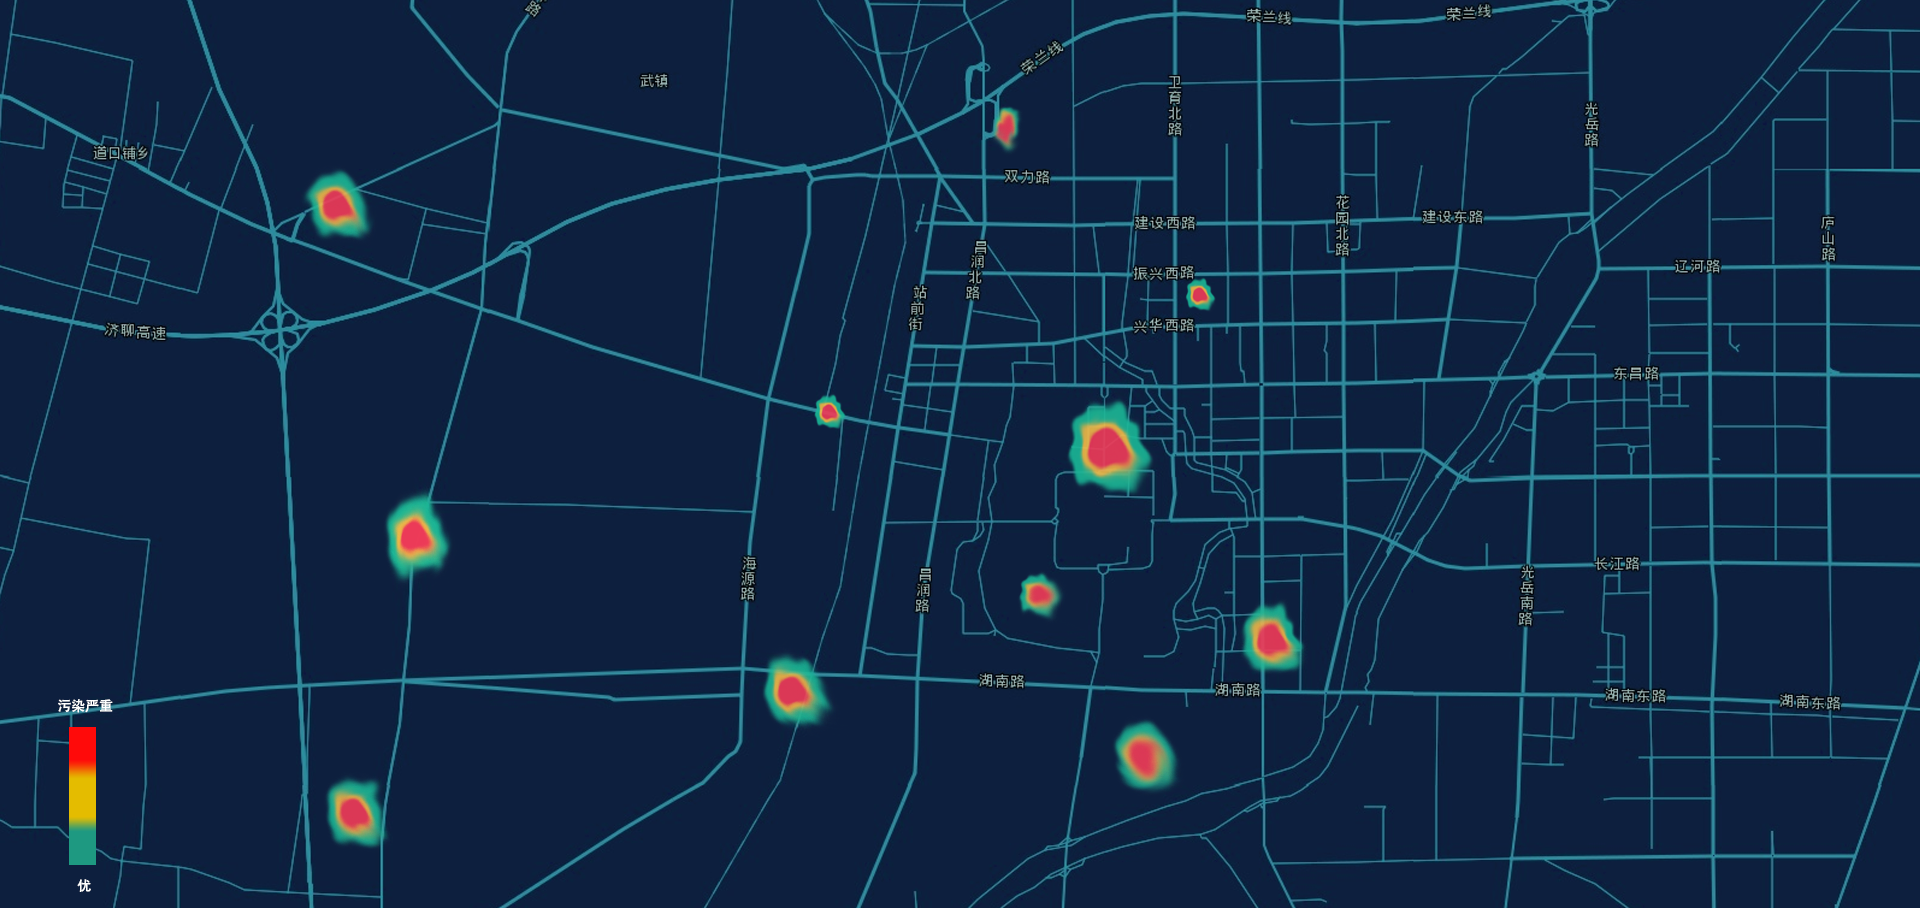 路
荣兰线
荣兰线
荣兰线
武镇
卫育北路
光岳路
道口铺乡
双力路
花园北路
建设西路
建设东路
庐山路
昌润北路
振兴西路
辽河路
站前街
兴华西路
济聊高速
东昌路
海源路
昌润路
长江路
光岳南路
湖南路
湖南路
湖南东路
湖南东路
污染严重
优